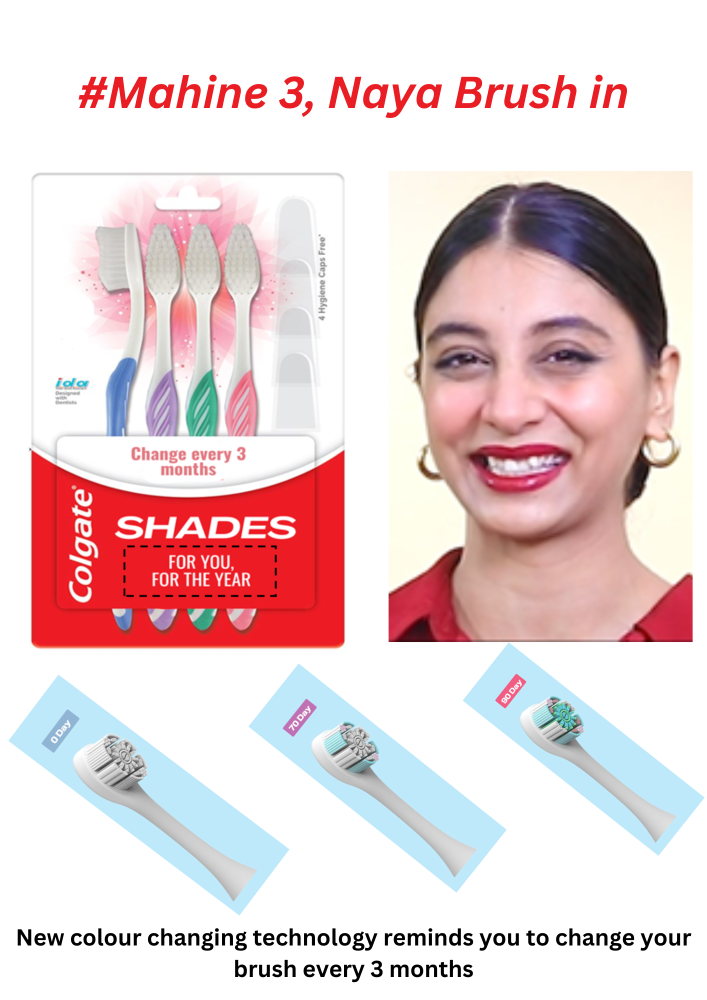 #Mahine 3, Naya Brush in
4 Hygiene Caps Free*
ida
Designed
with
Dentists
Change every 3
months
Colgate®
SHADES
FOR YOU,
FOR THE YEAR
0 Day
70 Day
90 Day
New colour changing technology reminds you to change your
brush every 3 months